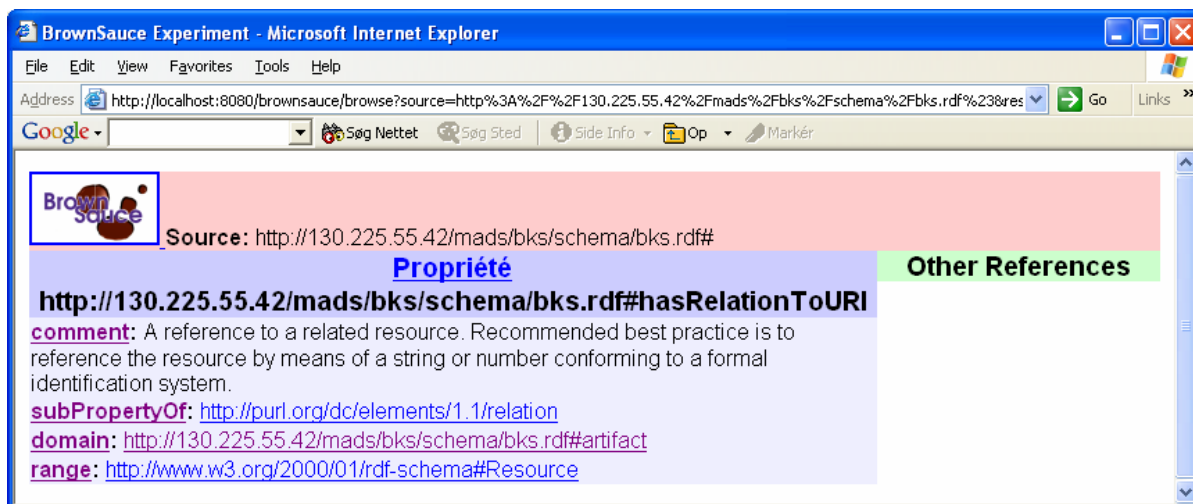 BrownSauce Experiment - Microsoft Internet Explorer
File Edit View Favorites Tools Help
Address http://localhost:8080/brownsauce/browse?source=http%3A%2F%2F130.225.55.42%2Fmads%2Fbks%2Fschema%2Fbks.rdf%23&res Go Links »
Google Søg Nettet Søg Sted Side Info Op Markér
Brown
Sauce
Source: http://130.225.55.42/mads/bks/schema/bks.rdf#
Propriété
http://130.225.55.42/mads/bks/schema/bks.rdf#hasRelationToURI
Other References
comment: A reference to a related resource. Recommended best practice is to
reference the resource by means of a string or number conforming to a formal
identification system.
subPropertyOf: http://purl.org/dc/elements/1.1/relation
domain: http://130.225.55.42/mads/bks/schema/bks.rdf#artifact
range: http://www.w3.org/2000/01/rdf-schema#Resource